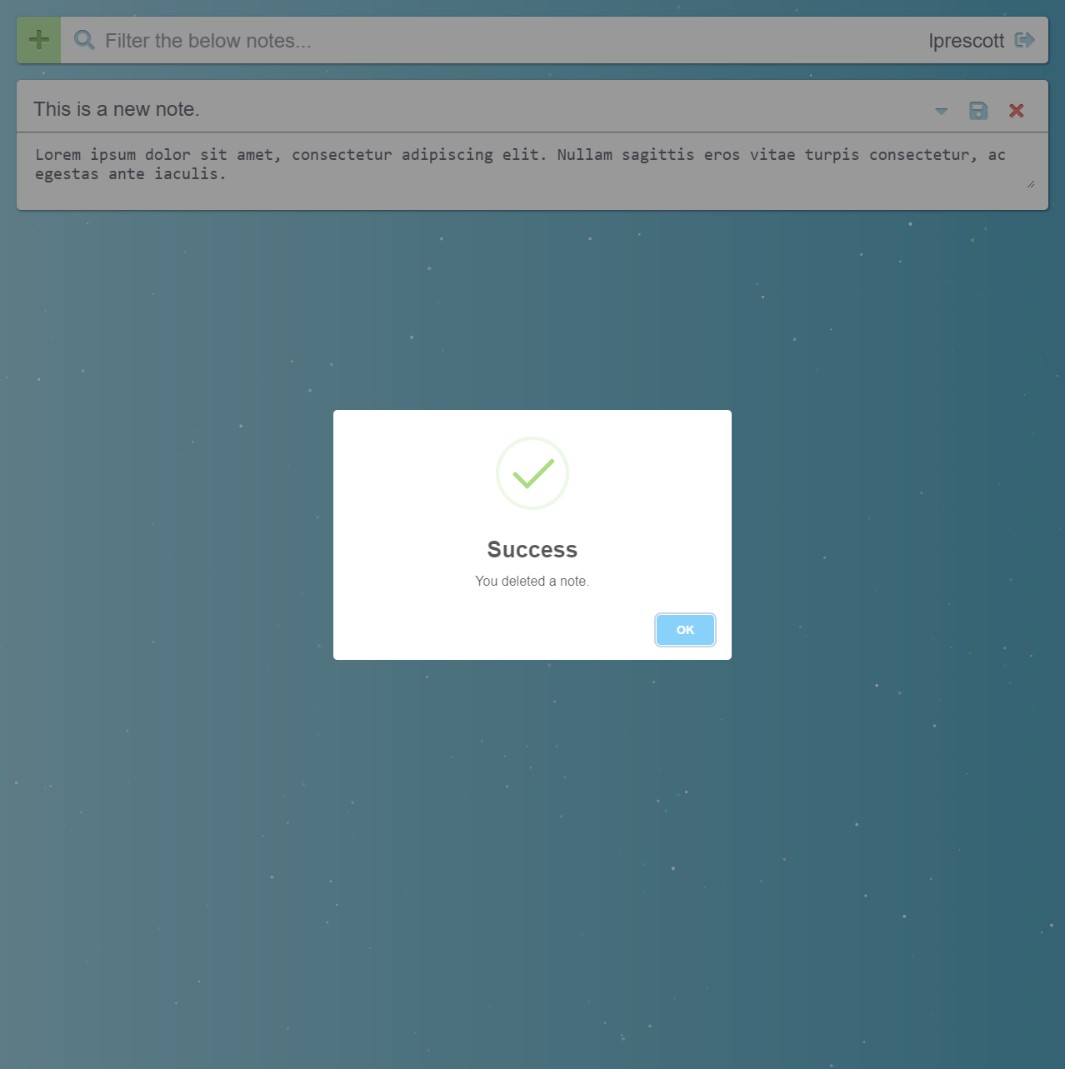 Filter the below notes...
lprescott
This is a new note.
Lorem ipsum dolor sit amet, consectetur adipiscing elit. Nullam sagittis eros vitae turpis consectetur, ac
egestas ante iaculis.
Success
You deleted a note.
OK